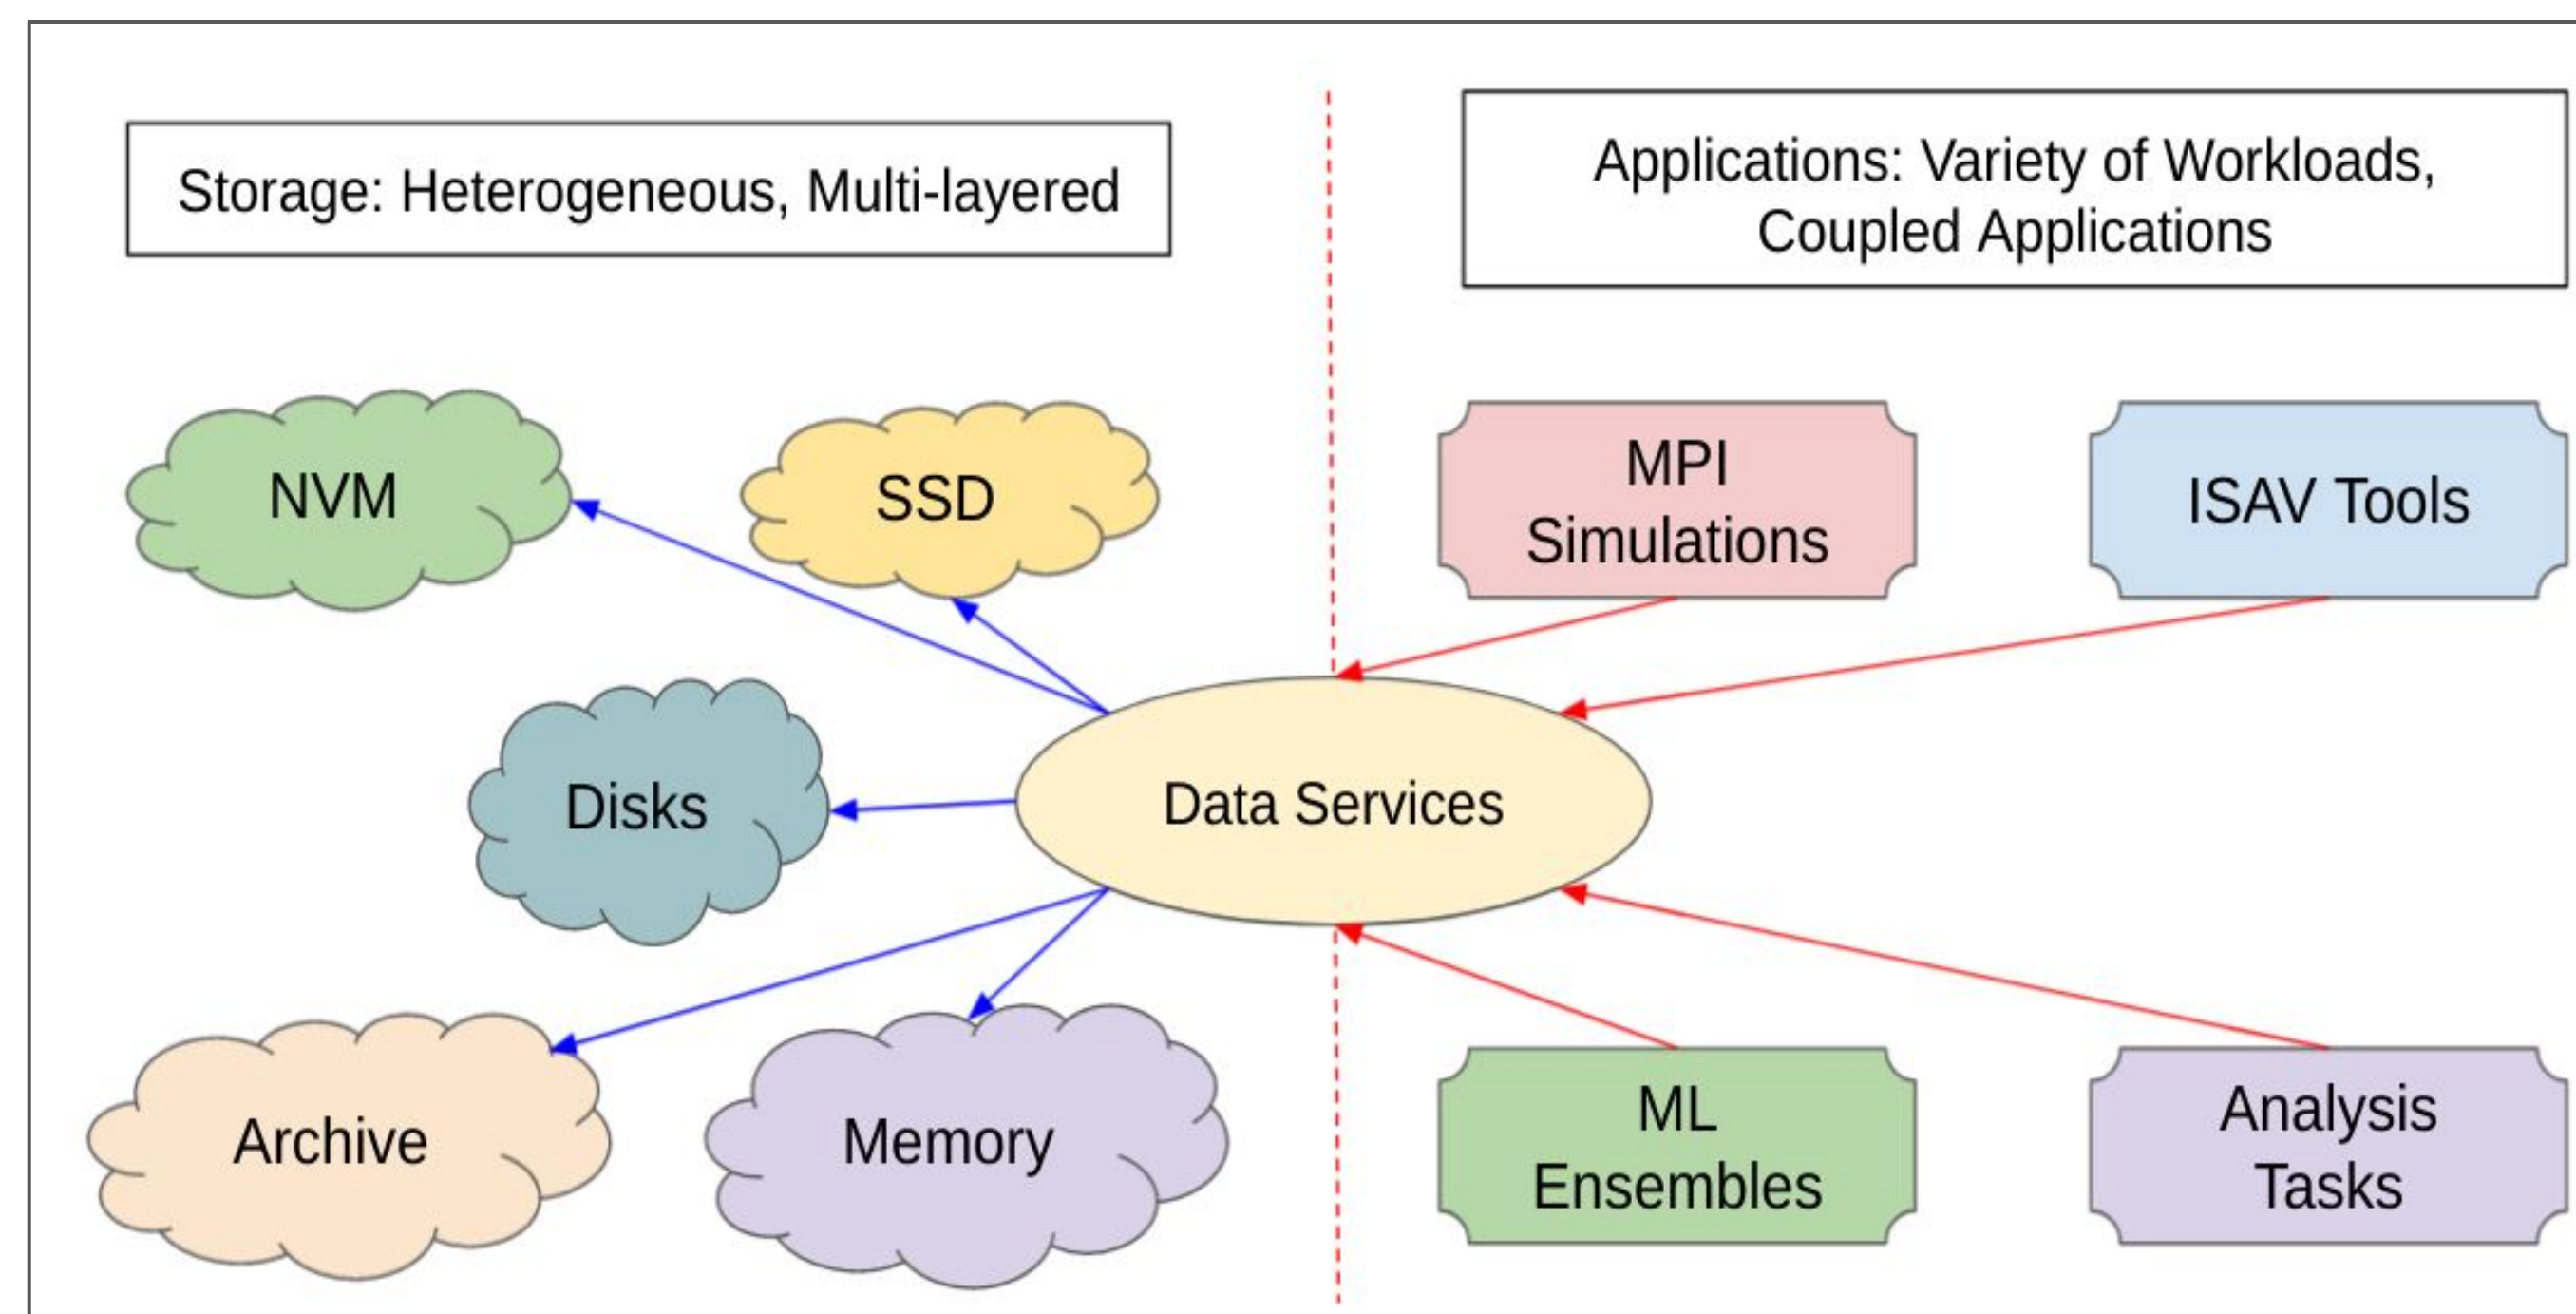 Storage: Heterogeneous, Multi-layered
Applications: Variety of Workloads,
Coupled Applications
NVM
SSD
MPI
Simulations
ISAV Tools
Disks
Data Services
Archive
Memory
ML
Ensembles
Analysis
Tasks